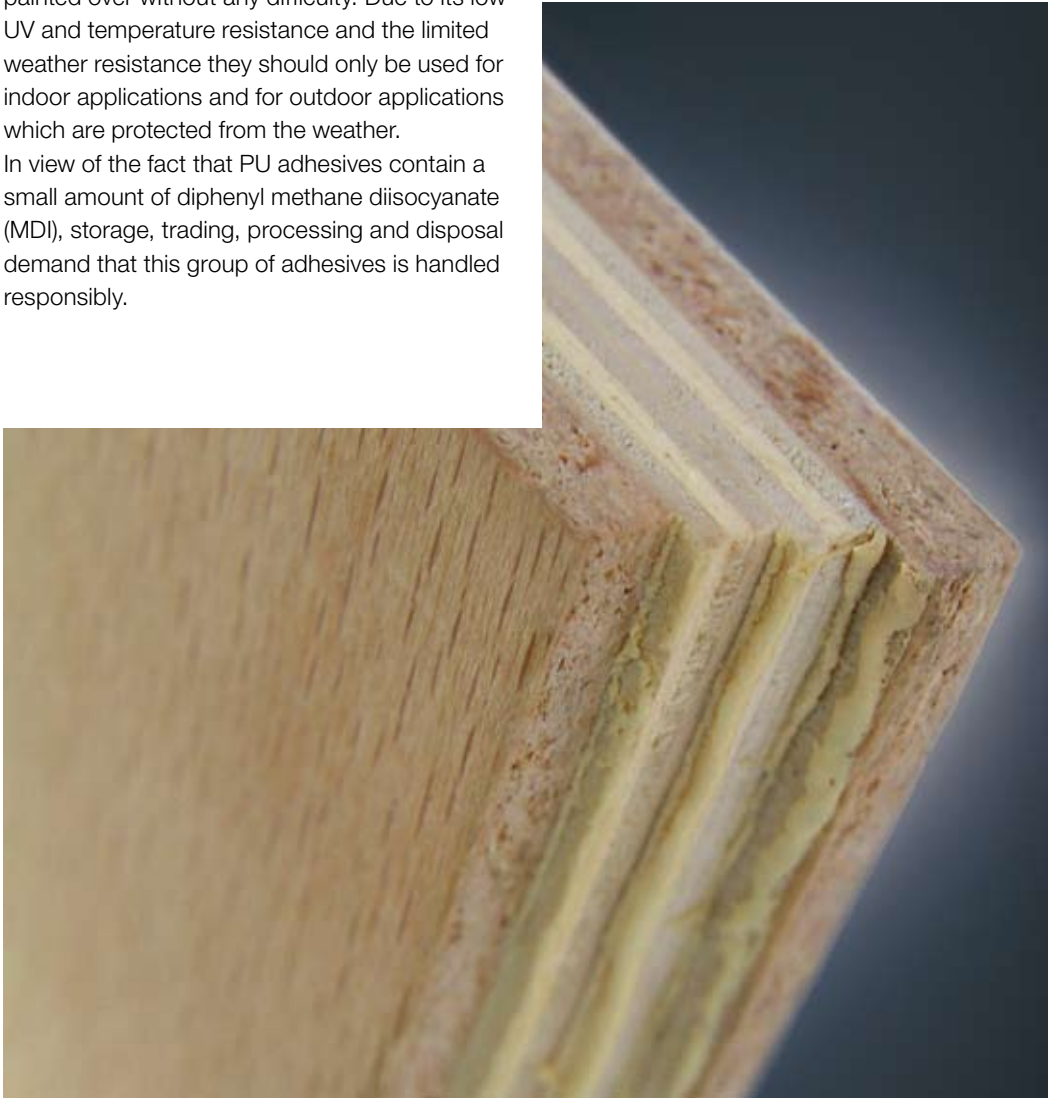 painted over without any difficulty. Due to its low
UV and temperature resistance and the limited
weather resistance they should only be used for
indoor applications and for outdoor applications
which are protected from the weather.
In view of the fact that PU adhesives contain a
small amount of diphenyl methane diisocyanate
(MDI), storage, trading, processing and disposal
demand that this group of adhesives is handled
responsibly.